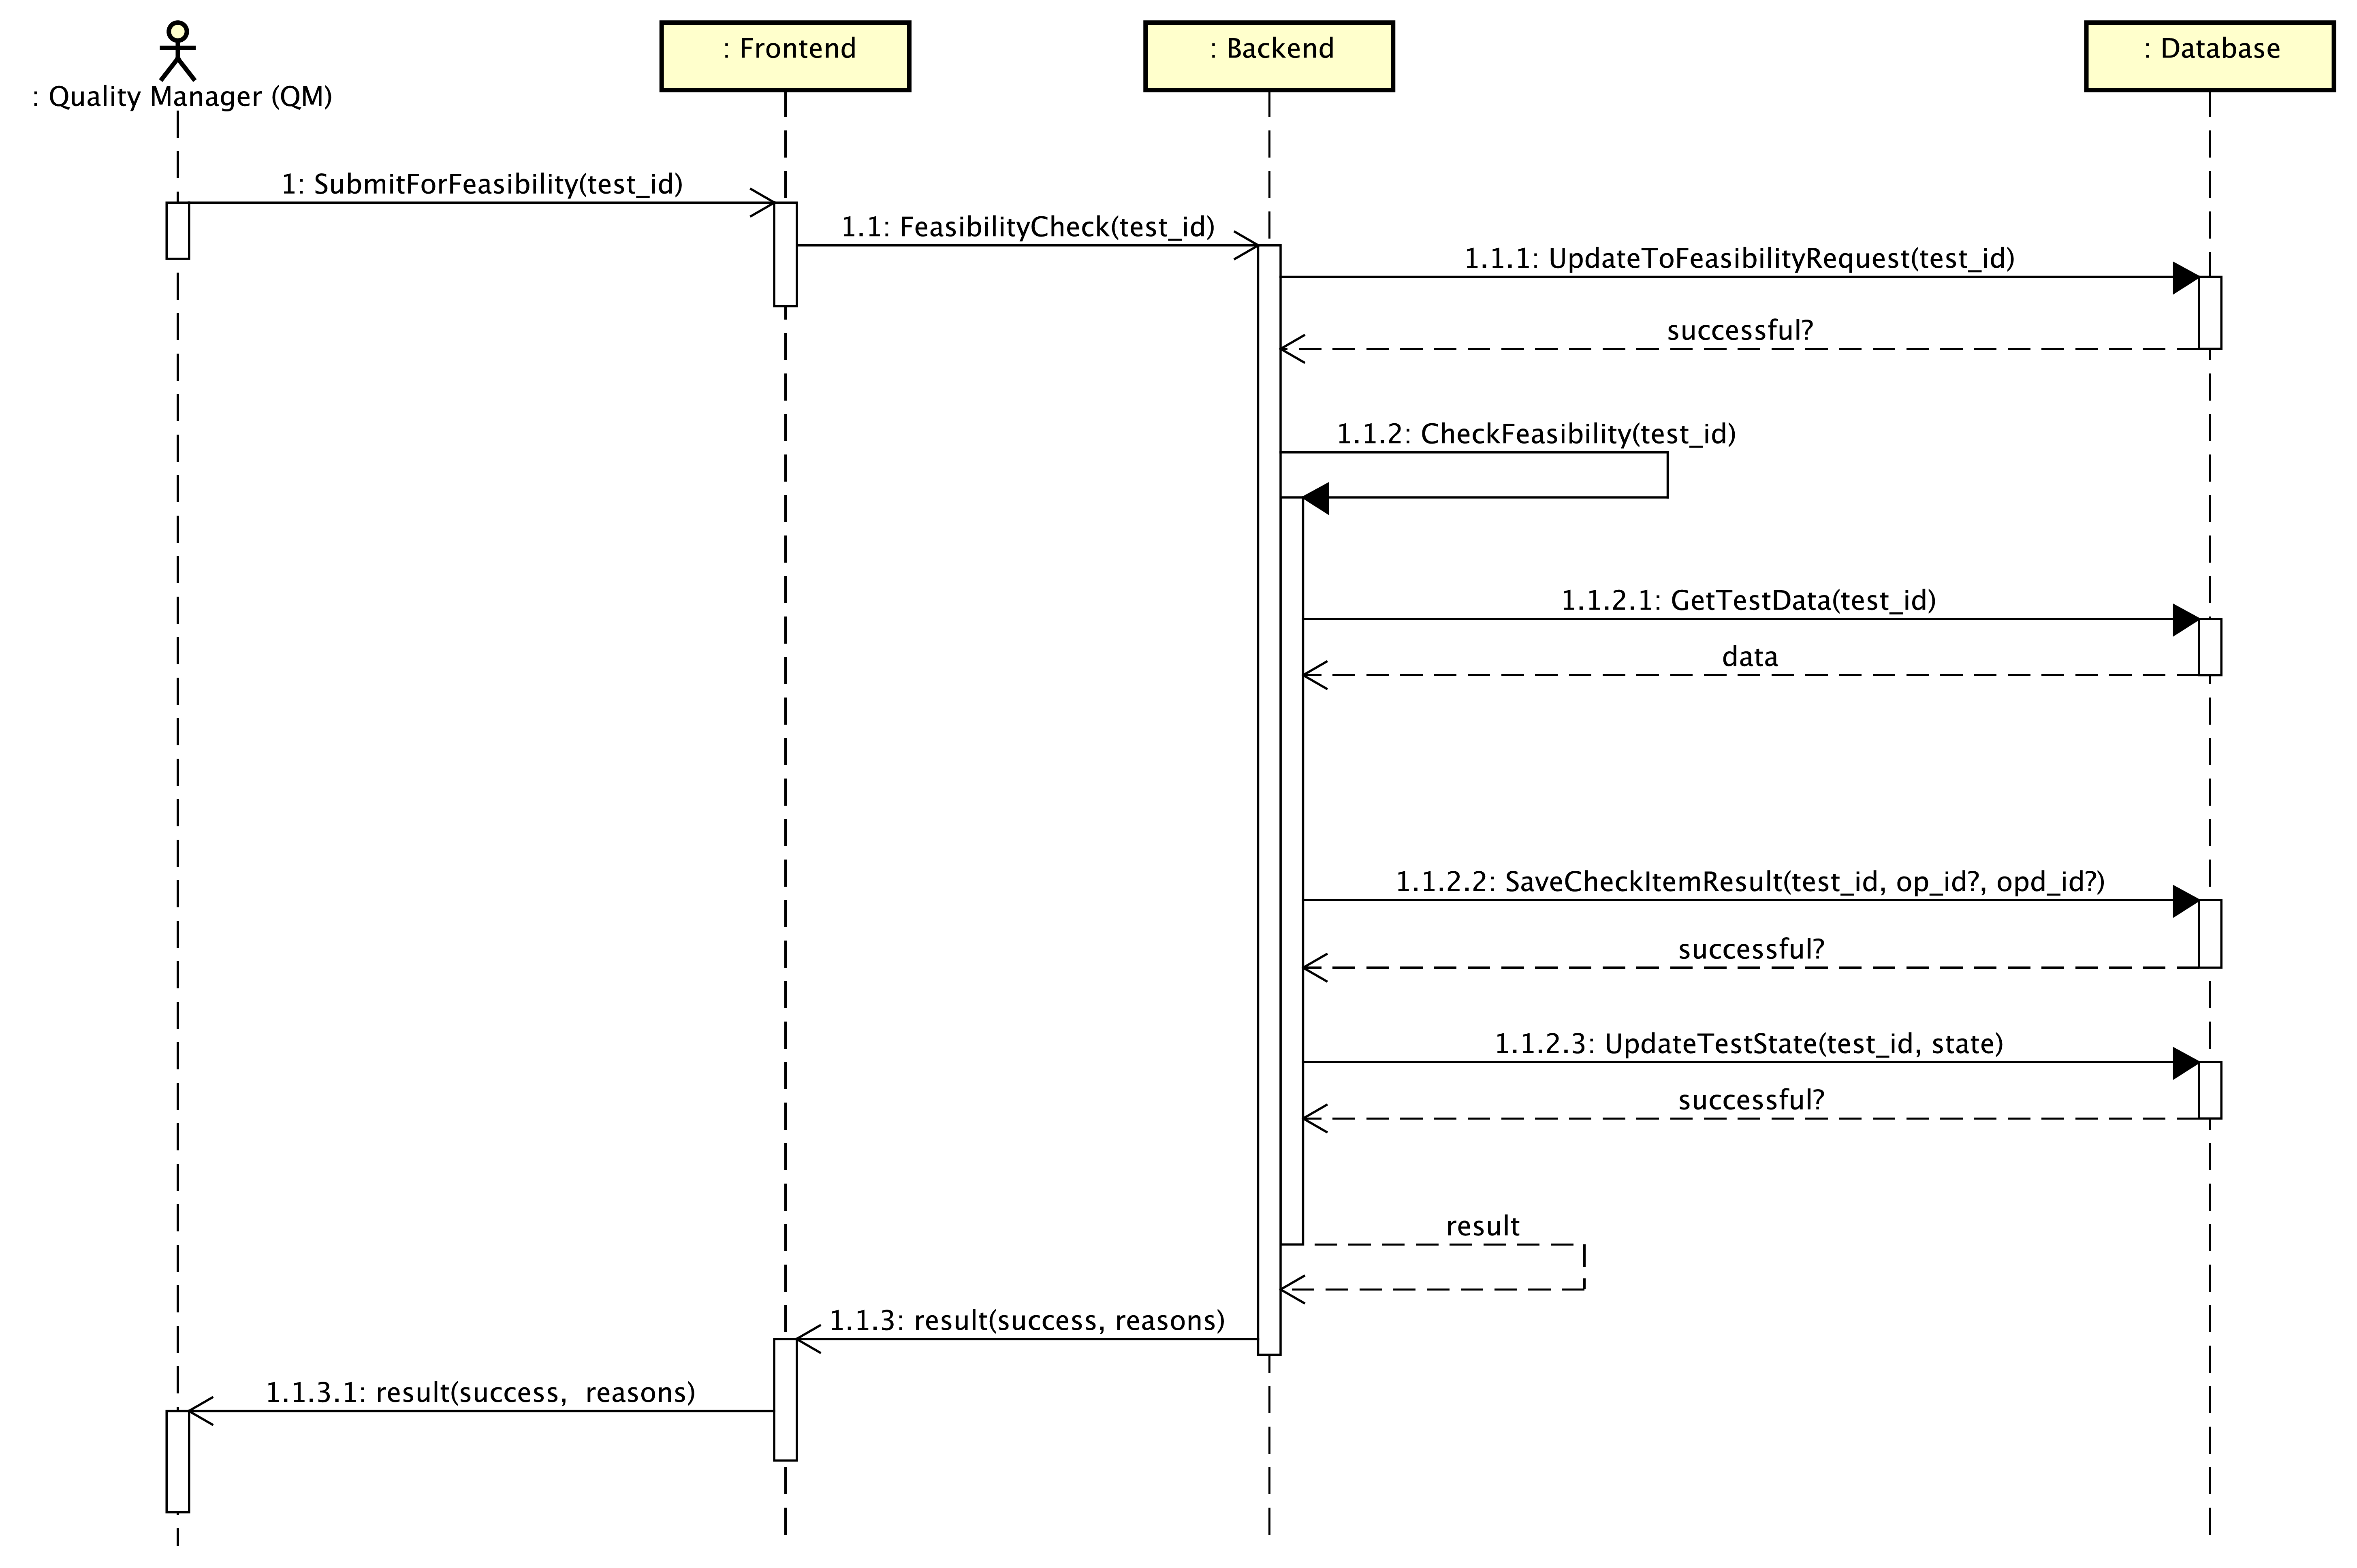 : Quality Manager (QM)
: Frontend
: Backend
: Database
1: SubmitForFeasibility(test_id)
1.1: FeasibilityCheck(test_id)
1.1.1: UpdateToFeasibilityRequest(test_id)
successful?
1.1.2: CheckFeasibility(test_id)
1.1.2.1: GetTestData(test_id)
data
1.1.2.2: SaveCheckItemResult(test_id, op_id?, opd_id?)
successful?
1.1.2.3: UpdateTestState(test_id, state)
successful?
result
1.1.3: result(success, reasons)
1.1.3.1: result(success,  reasons)